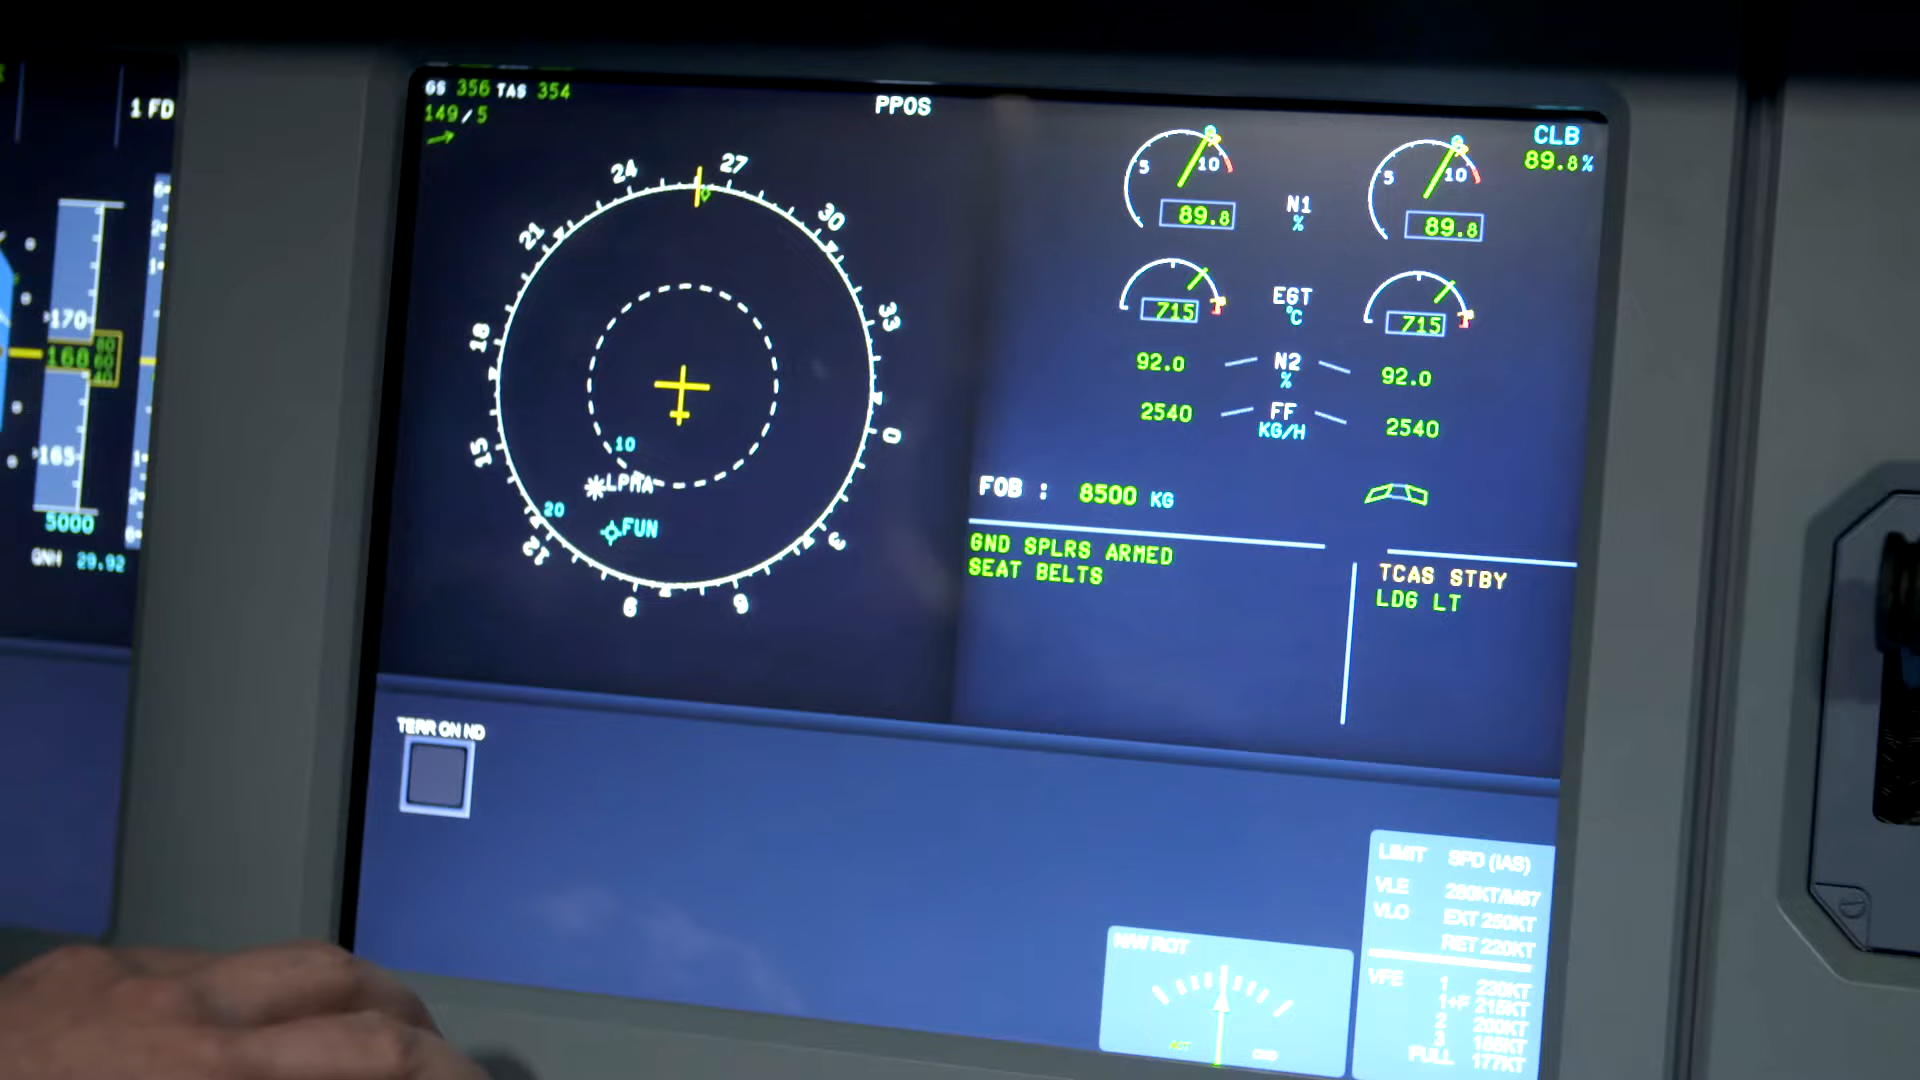 1 FD
170
168
80
60
40
165
5000
QNH 29.92
GS 356 TAS 354
149/5
PPOS
24
27
30
33
0
3
6
9
12
15
18
21
10
20
LPMA
FUN
CLB
89.8%
5 10
89.8
N1
%
5 10
89.8
715
EGT
°C
715
92.0 N2 92.0
%
2540 FF 2540
KG/H
FOB : 8500 KG
GND SPLRS ARMED
SEAT BELTS
TCAS STBY
LDG LT
TERR ON ND
LIMIT SPD (IAS)
VLE 280KT/M67
VLO EXT 250KT
RET 220KT
VFE 1 230KT
1+F 215KT
2 200KT
3 185KT
FULL 177KT